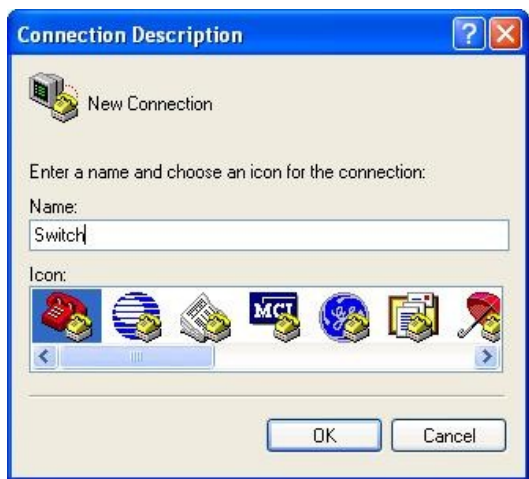 Connection Description
New Connection
Enter a name and choose an icon for the connection:
Name:
Switch
Icon:
MCI
OK
Cancel